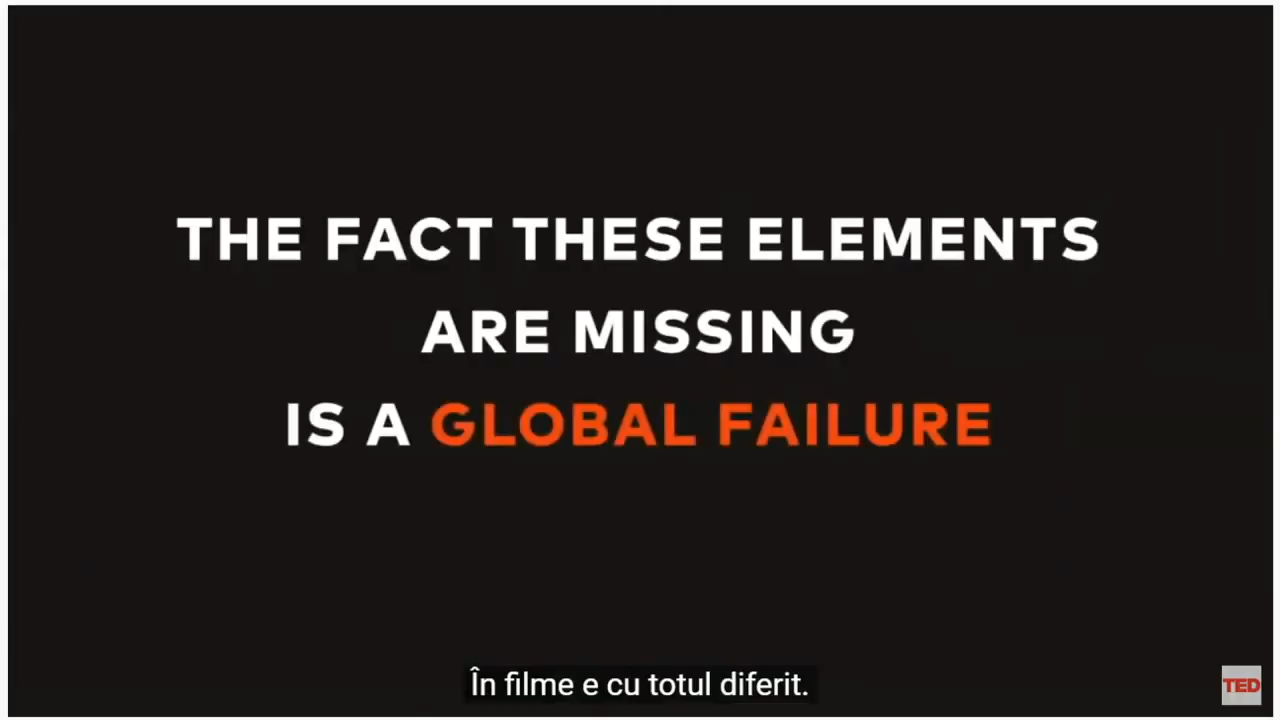 THE FACT THESE ELEMENTS
ARE MISSING
IS A GLOBAL FAILURE
În filme e cu totul diferit.
TED